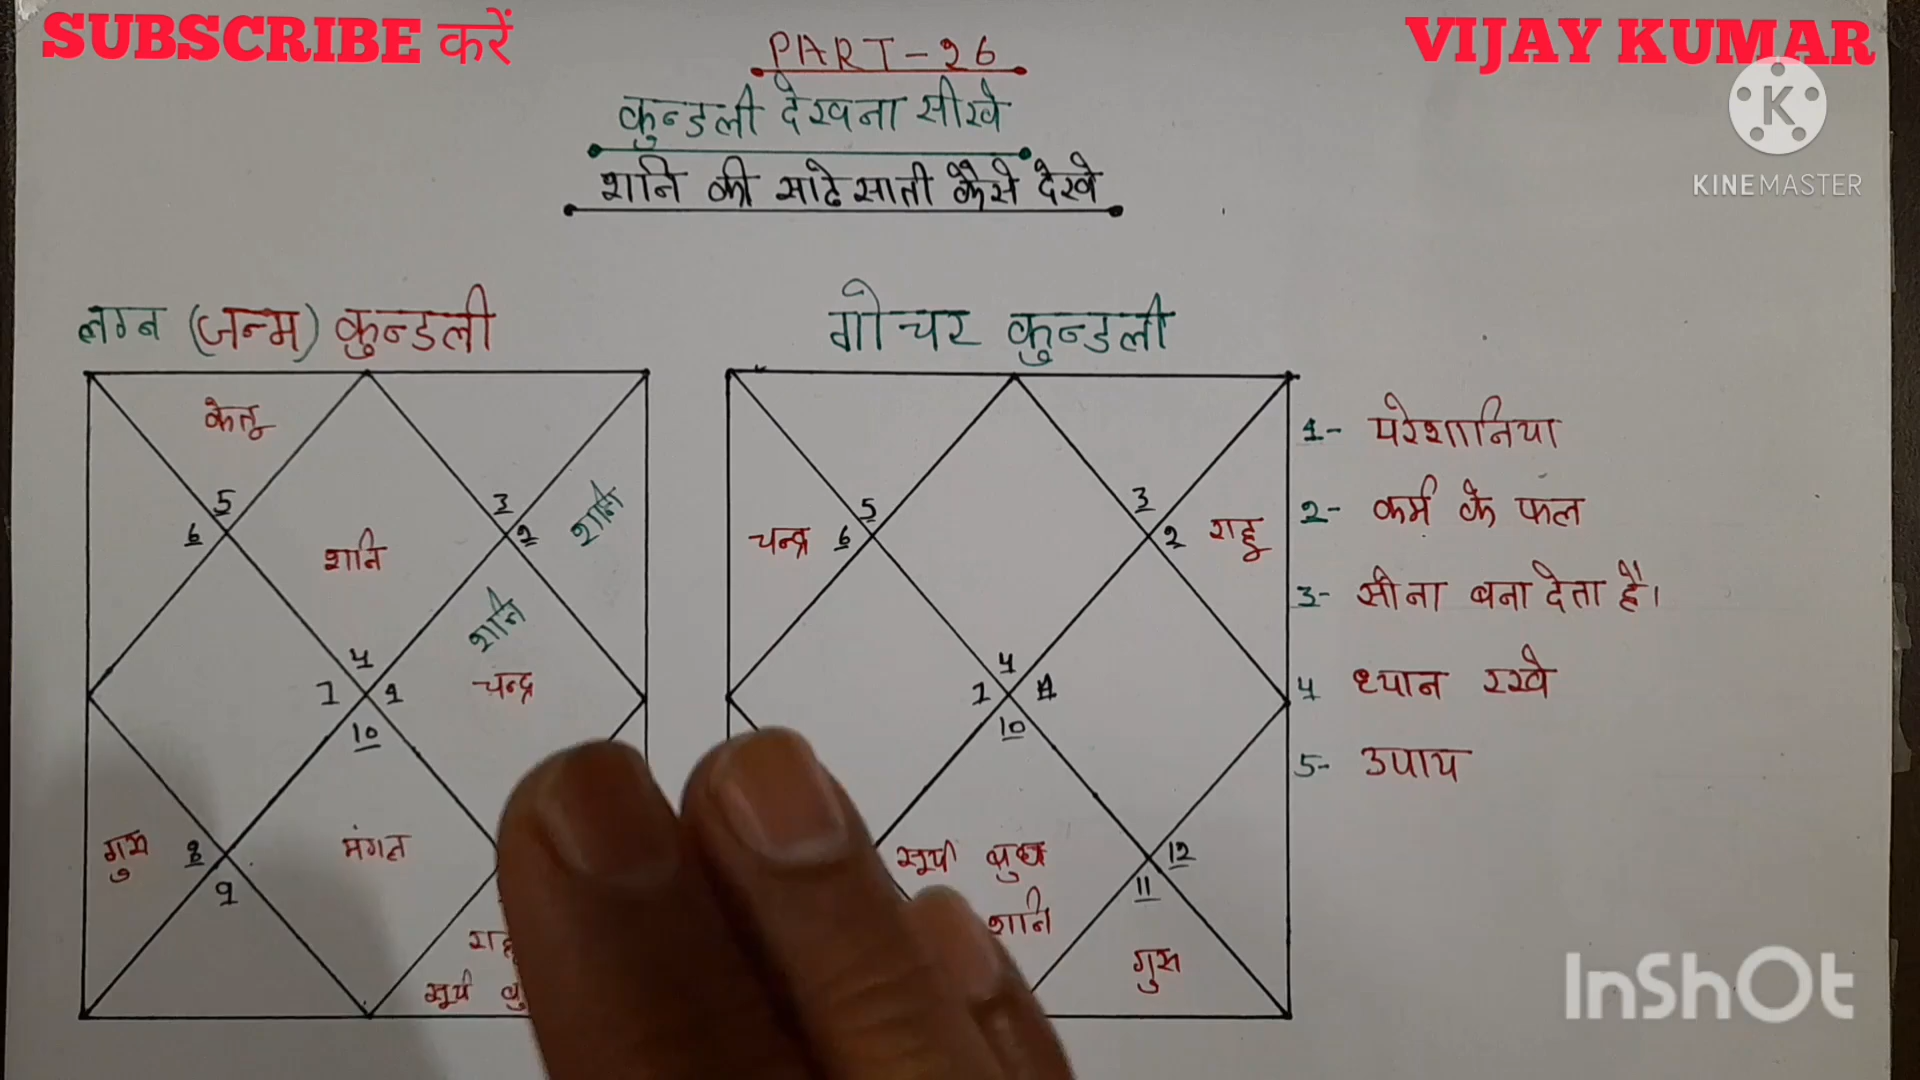 SUBSCRIBE करें
VIJAY KUMAR
PART-26
कुन्डली देखना सीखे
शनि की साढे साती कैसे देखे
KINEMASTER
लग्न (जन्म) कुन्डली
गोचर कुन्डली
केतू
5
6
3
2
शनि
शनि
शनि
4
7
1
10
चन्द्र
गुरू
8
9
मंगल
सूर्य
5
चन्द्र 6
3
2
राहू
4
7
10
सूर्य बुध
शनि
12
11
गुरू
1- परेशानिया
2- कर्म के फल
3- सोना बना देता है।
4 ध्यान रखे
5- उपाय
InShOt